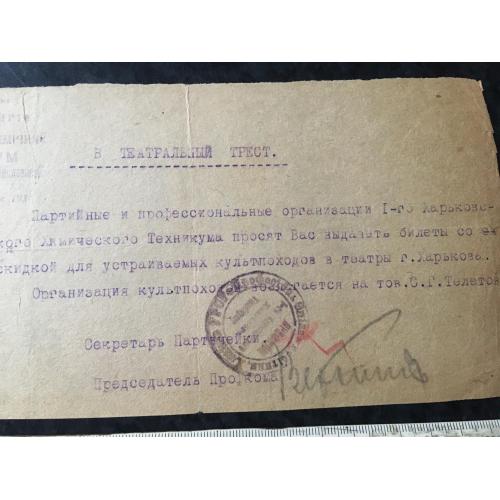 В ТЕАТРАЛЬНЫЙ ТРЕСТ.
Партийные и профессиональные организации I-го Харьковс-
кого Химического Техникума просят Вас выдавать билеты со
скидкой для устраиваемых культпоходов в театры г.Харькова.
Организация культпоходов возлагается на тов.С.Г.Телетов
Секретарь Партячейки.
Председатель Профкома